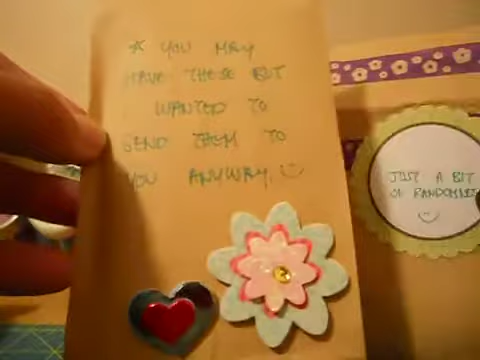 ☆ YOU MAY
HAVE THESE BUT
WANTED TO
SEND THEM TO
YOU ANYWAY. ☺
JUST A BIT
OF RANDOMNESS
☺